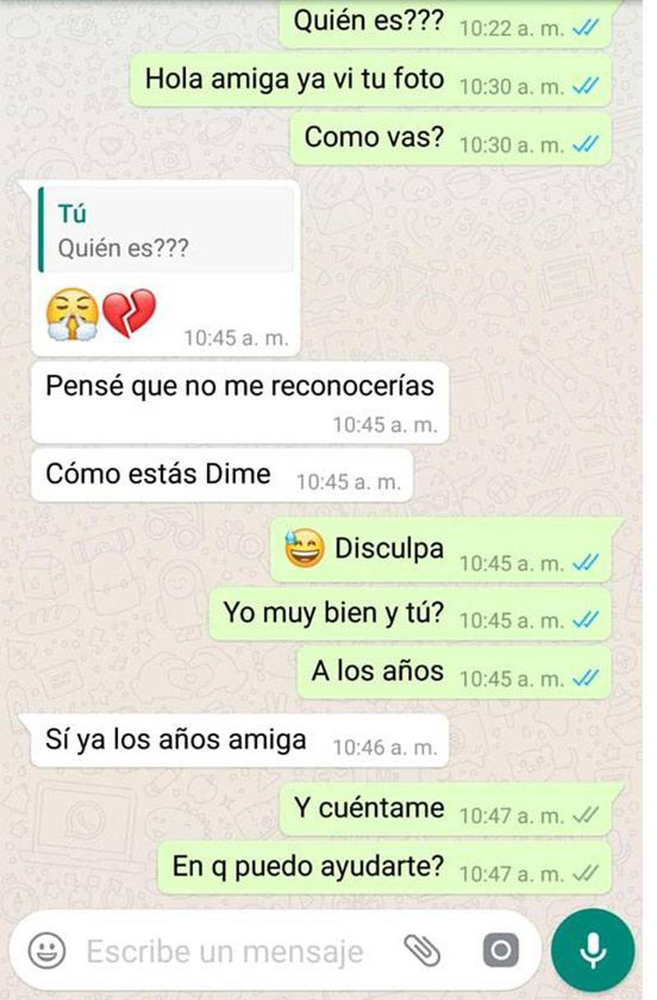 Quién es??? 10:22 a. m.
Hola amiga ya vi tu foto 10:30 a. m.
Como vas? 10:30 a. m.
Tú
Quién es???
😤💔 10:45 a. m.
Pensé que no me reconocerías
10:45 a. m.
Cómo estás Dime 10:45 a. m.
😅 Disculpa 10:45 a. m.
Yo muy bien y tú? 10:45 a. m.
A los años 10:45 a. m.
Sí ya los años amiga 10:46 a. m.
Y cuéntame 10:47 a. m.
En q puedo ayudarte? 10:47 a. m.
Escribe un mensaje